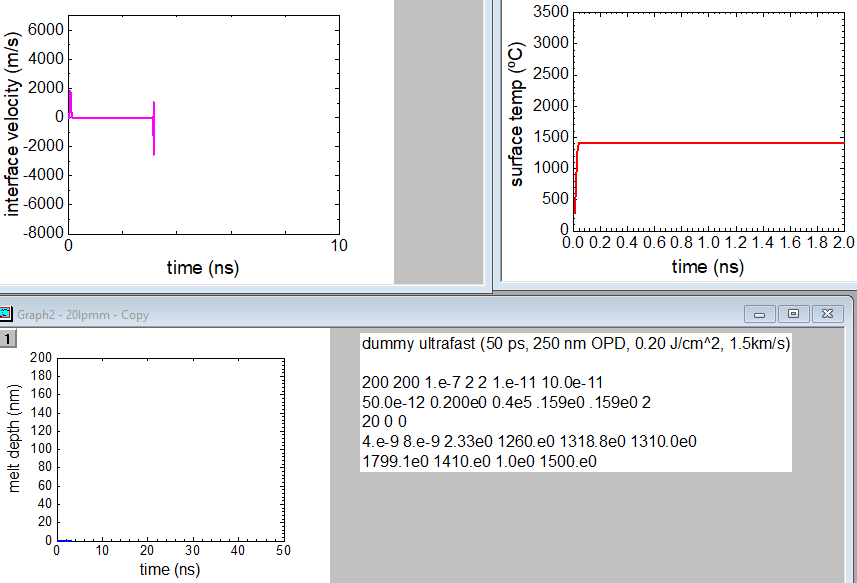 interface velocity (m/s)
6000
4000
2000
0
-2000
-4000
-6000
-8000
0
10
time (ns)
surface temp (ºC)
3500
3000
2500
2000
1500
1000
500
0
0.0 0.2 0.4 0.6 0.8 1.0 1.2 1.4 1.6 1.8 2.0
time (ns)
Graph2 - 20lpmm - Copy
1
melt depth (nm)
200
180
160
140
120
100
80
60
40
20
0
0 10 20 30 40 50
time (ns)
dummy ultrafast (50 ps, 250 nm OPD, 0.20 J/cm^2, 1.5km/s)
200 200 1.e-7 2 2 1.e-11 10.0e-11
50.0e-12 0.200e0 0.4e5 .159e0 .159e0 2
20 0 0
4.e-9 8.e-9 2.33e0 1260.e0 1318.8e0 1310.0e0
1799.1e0 1410.e0 1.0e0 1500.e0